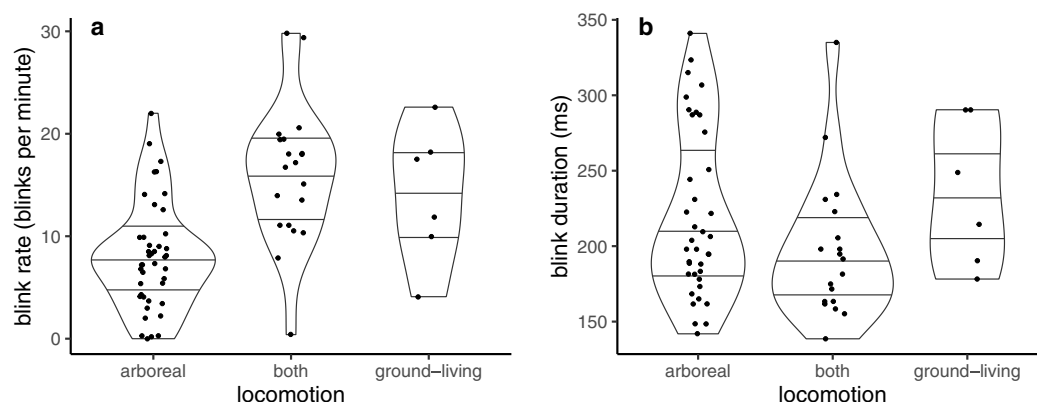 a
blink rate (blinks per minute)
30
20
10
0
arboreal both ground–living
locomotion
b
blink duration (ms)
350
300
250
200
150
arboreal both ground–living
locomotion